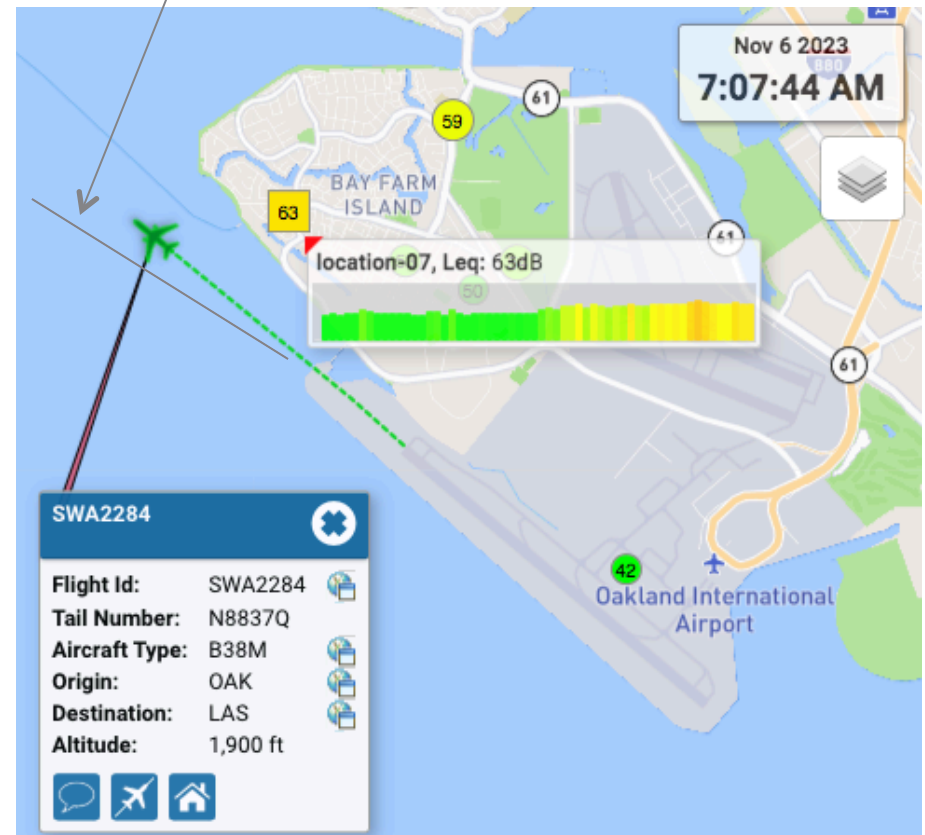 Nov 6 2023
880
7:07:44 AM
61
59
BAY FARM
ISLAND
63
61
location-07, Leq: 63dB
50
61
SWA2284
Flight Id: SWA2284
Tail Number: N8837Q
Aircraft Type: B38M
Origin: OAK
Destination: LAS
Altitude: 1,900 ft
42
Oakland International
Airport